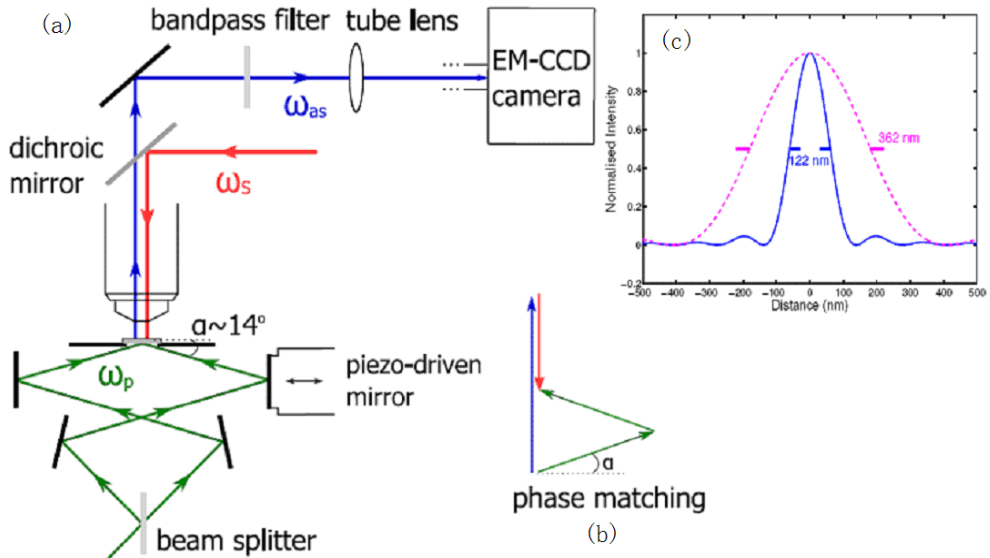 (a)
bandpass filter
tube lens
EM-CCD
camera
ωas
dichroic
mirror
ωs
α~14°
ωp
piezo-driven
mirror
beam splitter
α
phase matching
(b)
(c)
Normalised Intensity
1
0.8
0.6
0.4
0.2
0
-0.2
362 nm
122 nm
-500 -400 -300 -200 -100 0 100 200 300 400 500
Distance (nm)